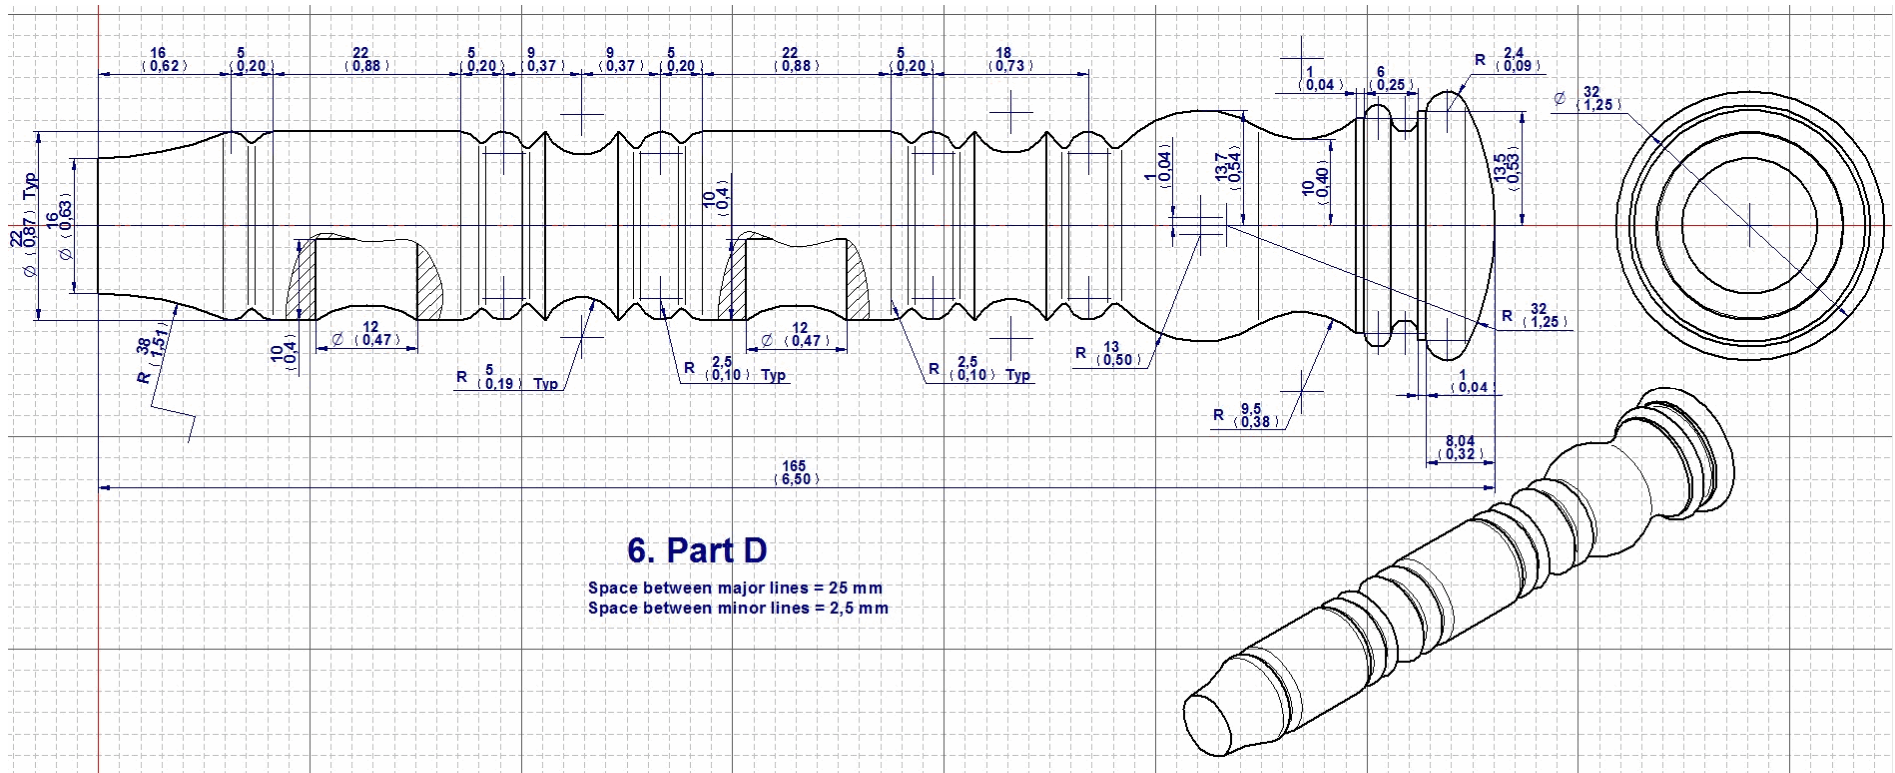 16
(0,62)
5
(0,20)
22
(0,88)
5
(0,20)
9
(0,37)
9
(0,37)
5
(0,20)
22
(0,88)
5
(0,20)
18
(0,73)
1
(0,04)
6
(0,25)
R 2,4
(0,09)
Ø 32
(1,25)
Ø 22
(0,87) Typ
Ø 16
(0,63)
10
(0,4)
1
(0,04)
13,7
(0,54)
10
(0,40)
13,5
(0,53)
R 38
(1,51)
10
(0,4)
Ø 12
(0,47)
R 5
(0,19) Typ
R 2,5
(0,10) Typ
Ø 12
(0,47)
R 2,5
(0,10) Typ
R 13
(0,50)
R 9,5
(0,38)
R 32
(1,25)
1
(0,04)
8,04
(0,32)
165
(6,50)
6. Part D
Space between major lines = 25 mm
Space between minor lines = 2,5 mm